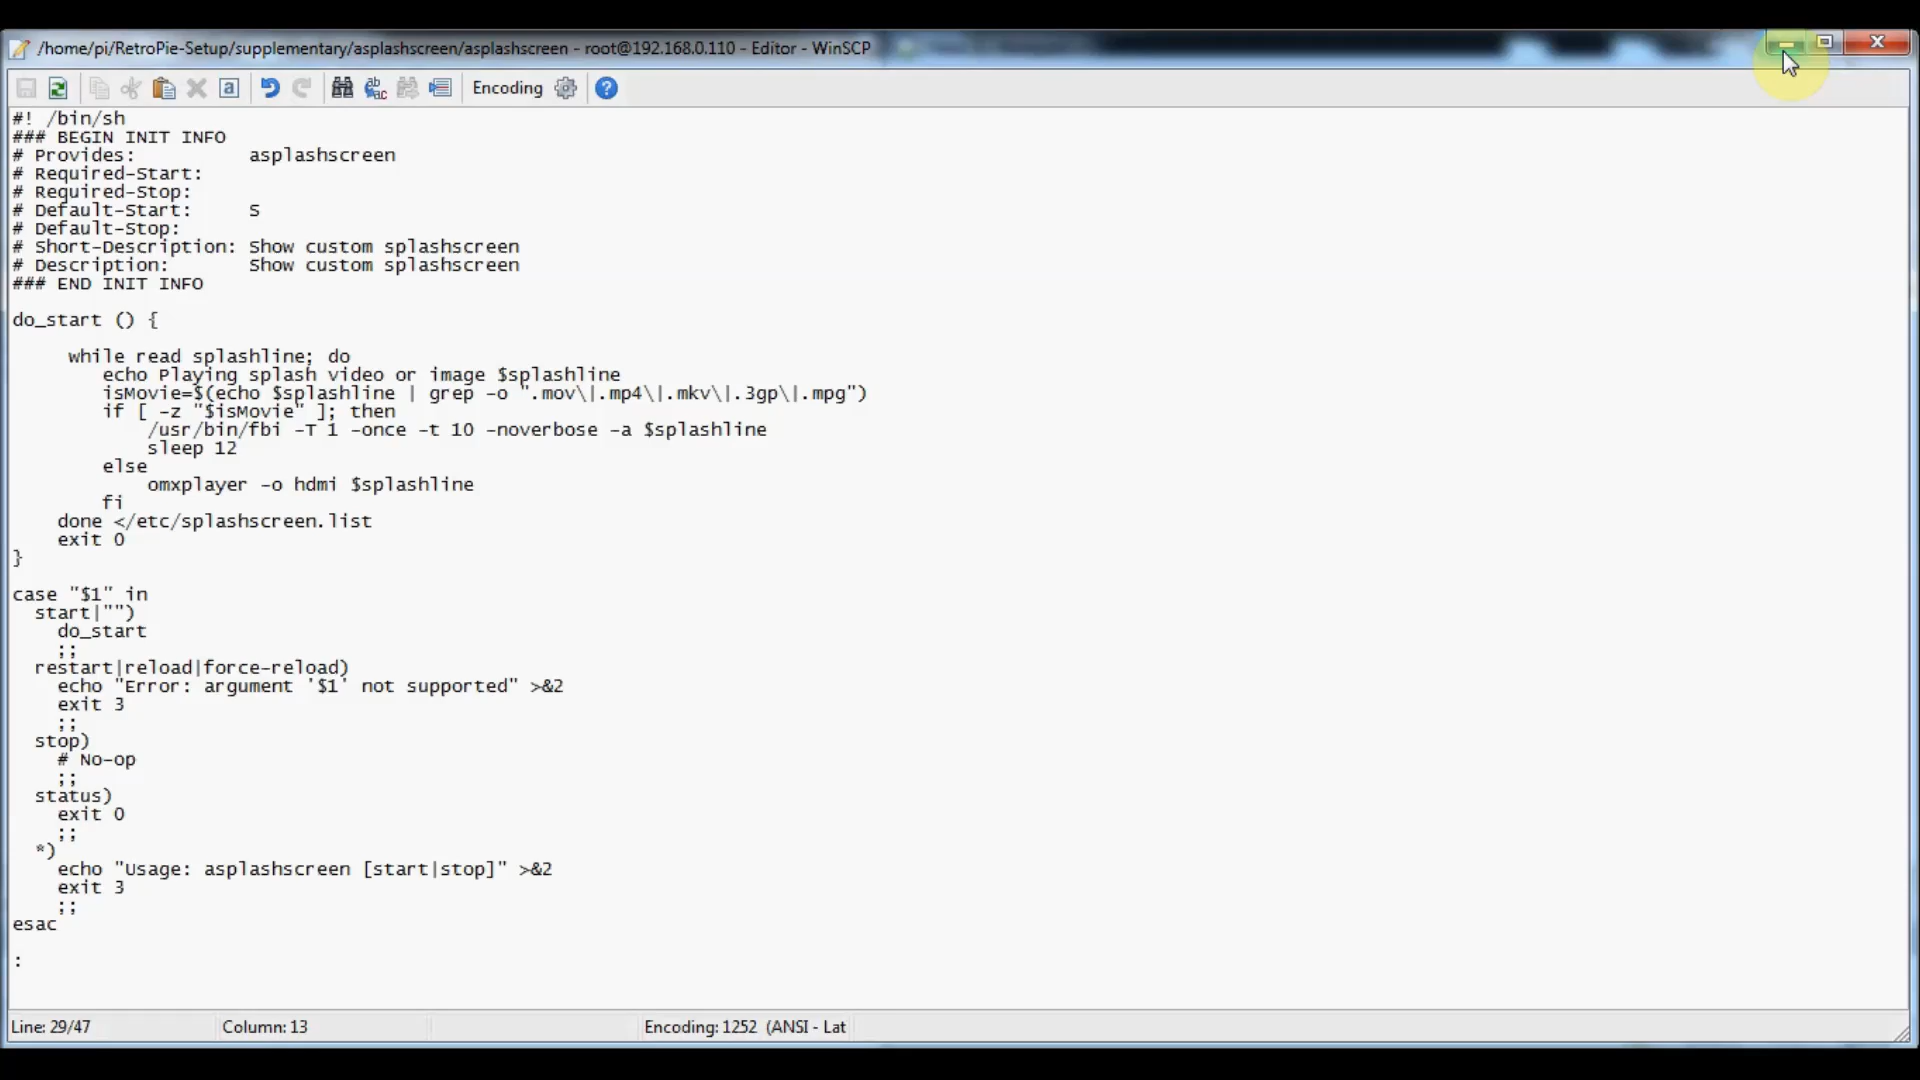 /home/pi/RetroPie-Setup/supplementary/asplashscreen/asplashscreen - root@192.168.0.110 - Editor - WinSCP
Encoding
#! /bin/sh
### BEGIN INIT INFO
# Provides:          asplashscreen
# Required-Start:
# Required-Stop:
# Default-Start:     S
# Default-Stop:
# Short-Description: Show custom splashscreen
# Description:       Show custom splashscreen
### END INIT INFO
do_start () {
     while read splashline; do
        echo Playing splash video or image $splashline
        isMovie=$(echo $splashline | grep -o ".mov\|.mp4\|.mkv\|.3gp\|.mpg")
        if [ -z "$isMovie" ]; then
            /usr/bin/fbi -T 1 -once -t 10 -noverbose -a $splashline
            sleep 12
        else
            omxplayer -o hdmi $splashline
        fi
    done </etc/splashscreen.list
    exit 0
}
case "$1" in
  start|"")
    do_start
    ;;
  restart|reload|force-reload)
    echo "Error: argument '$1' not supported" >&2
    exit 3
    ;;
  stop)
    # No-op
    ;;
  status)
    exit 0
    ;;
  *)
    echo "Usage: asplashscreen [start|stop]" >&2
    exit 3
    ;;
esac
:
Line: 29/47 Column: 13 Encoding: 1252 (ANSI - Lat